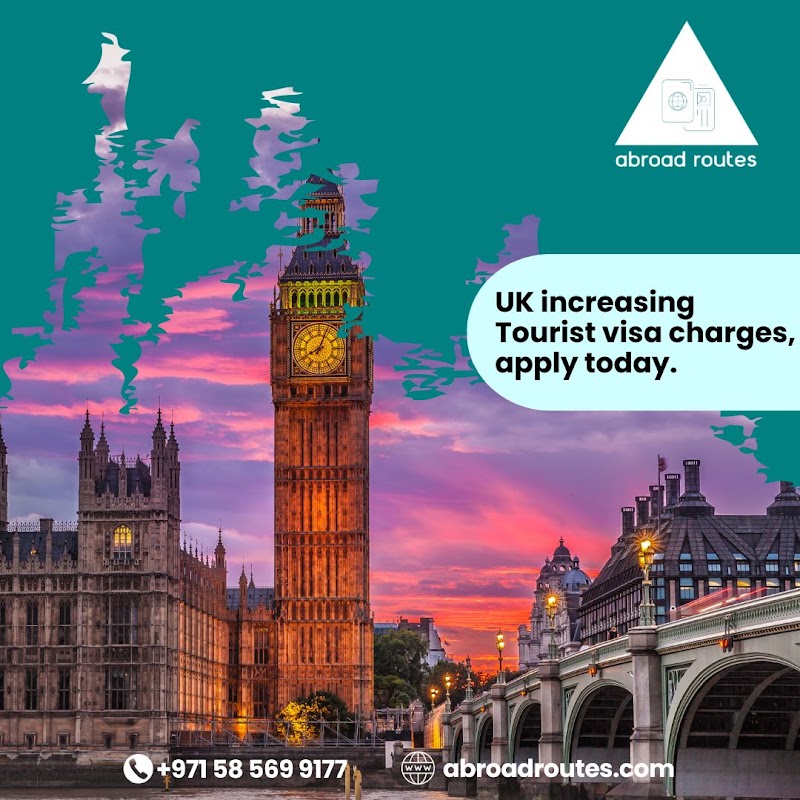 abroad routes
UK increasing
Tourist visa charges,
apply today.
+971 58 569 9177
www
abroadroutes.com